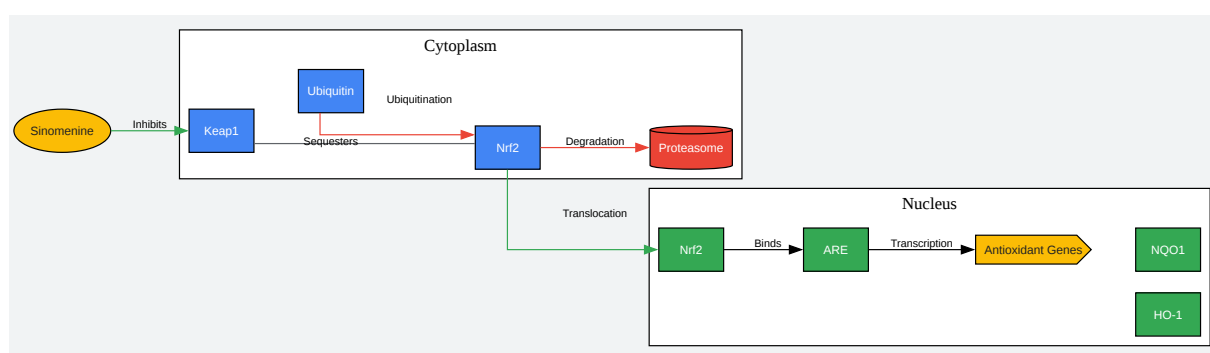 Cytoplasm
Ubiquitin
Ubiquitination
Sinomenine
Inhibits
Keap1
Sequesters
Nrf2
Degradation
Proteasome
Translocation
Nucleus
Nrf2
Binds
ARE
Transcription
Antioxidant Genes
NQO1
HO-1